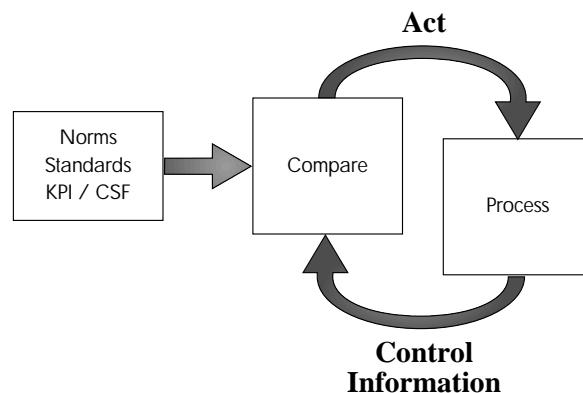 Act
Norms
Standards
KPI / CSF
Compare
Process
Control
Information